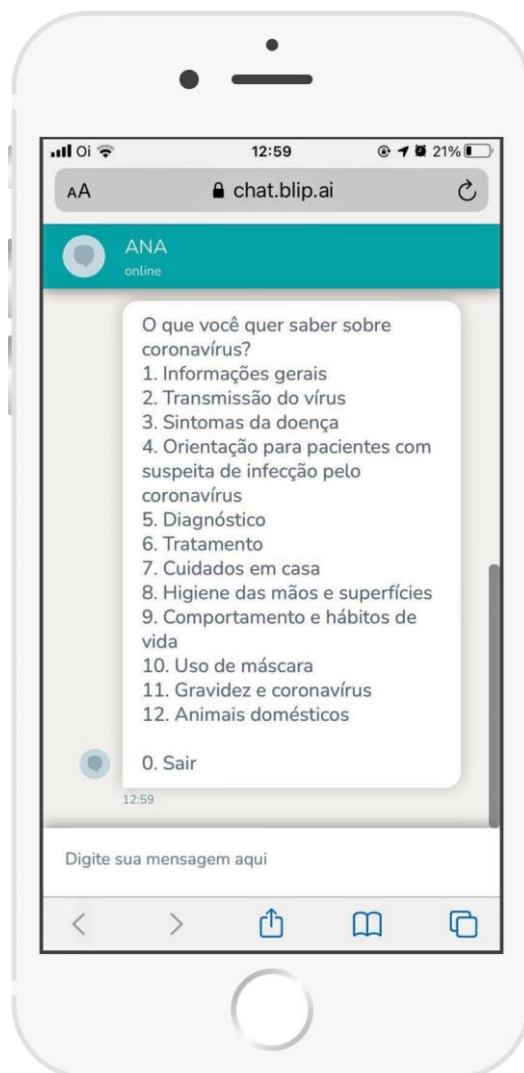 Oi 12:59 21%
AA chat.blip.ai
ANA
online
O que você quer saber sobre
coronavírus?
1. Informações gerais
2. Transmissão do vírus
3. Sintomas da doença
4. Orientação para pacientes com
suspeita de infecção pelo
coronavírus
5. Diagnóstico
6. Tratamento
7. Cuidados em casa
8. Higiene das mãos e superfícies
9. Comportamento e hábitos de
vida
10. Uso de máscara
11. Gravidez e coronavírus
12. Animais domésticos
0. Sair
12:59
Digite sua mensagem aqui